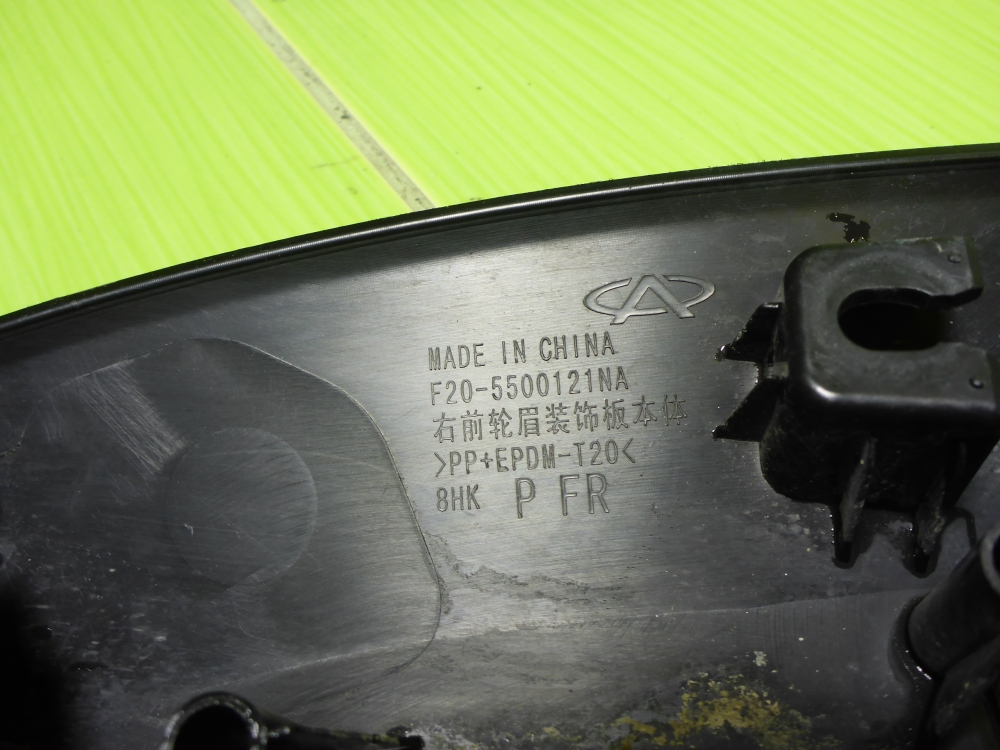 MADE IN CHINA
F20-5500121NA
右前轮眉装饰板本体
>PP+EPDM-T20<
8HK P FR